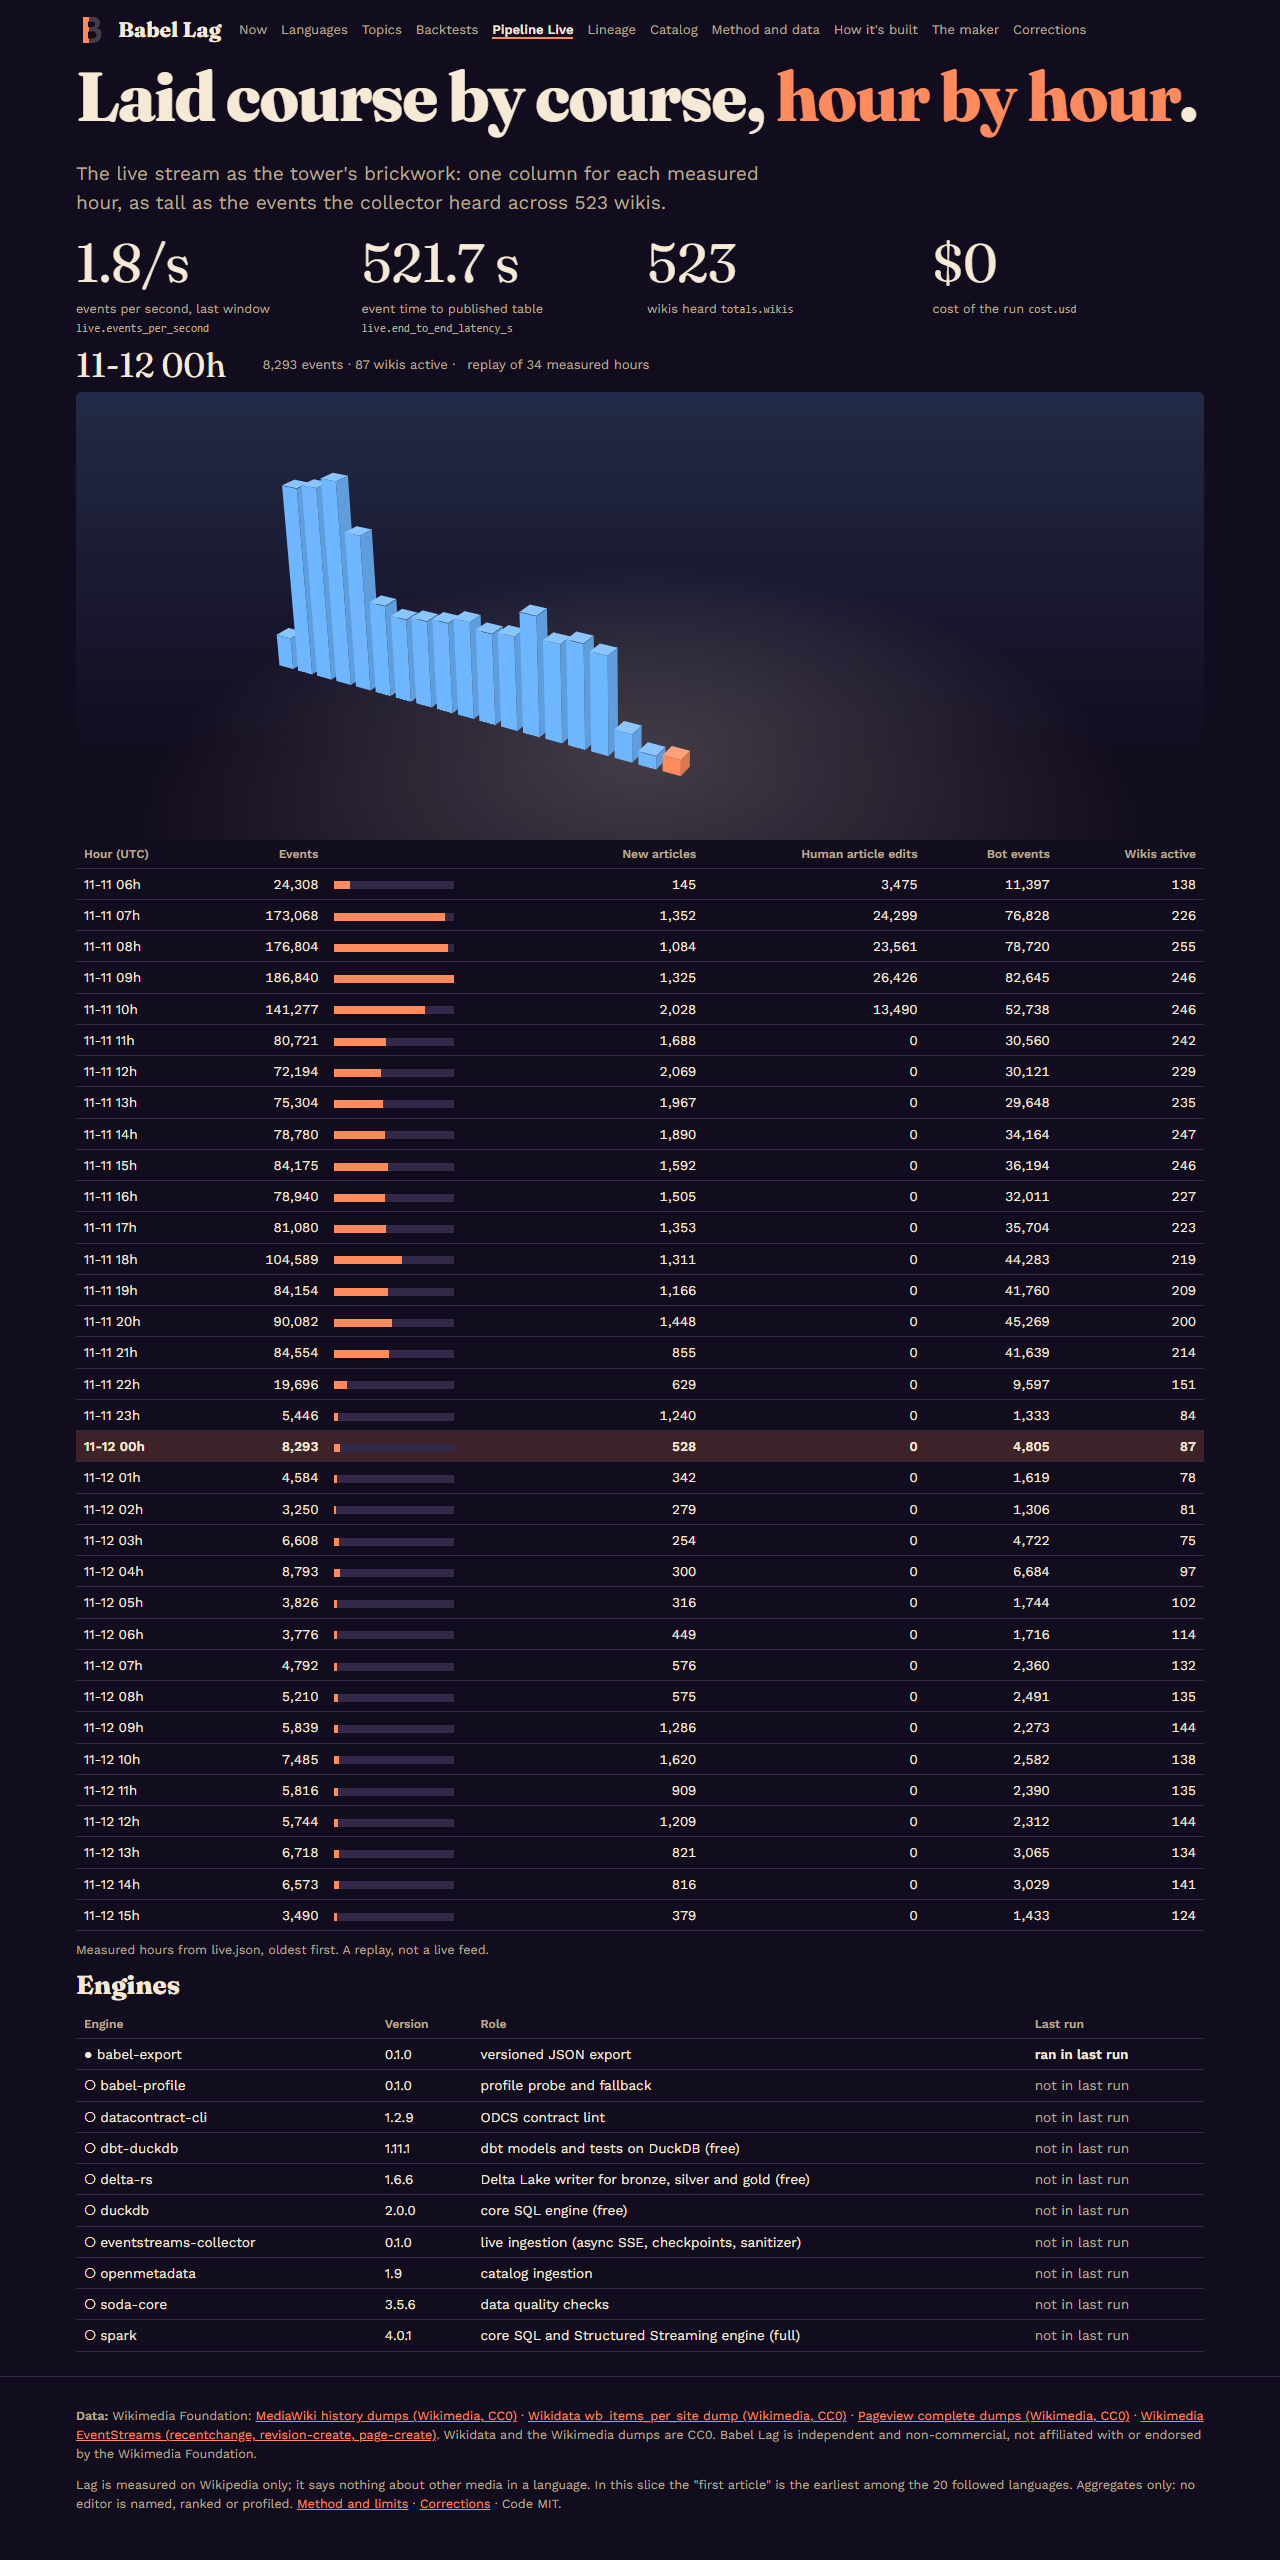 B Babel Lag Now Languages Topics Backtests Pipeline Live Lineage Catalog Method and data How it's built The maker Corrections
Laid course by course, hour by hour.
The live stream as the tower's brickwork: one column for each measured
hour, as tall as the events the collector heard across 523 wikis.
1.8/s 521.7 s 523 $0
events per second, last window event time to published table wikis heard totals.wikis cost of the run cost.usd
live.events_per_second live.end_to_end_latency_s
11-12 00h 8,293 events · 87 wikis active · replay of 34 measured hours
Hour (UTC) Events New articles Human article edits Bot events Wikis active
11-11 06h 24,308 145 3,475 11,397 138
11-11 07h 173,068 1,352 24,299 76,828 226
11-11 08h 176,804 1,084 23,561 78,720 255
11-11 09h 186,840 1,325 26,426 82,645 246
11-11 10h 141,277 2,028 13,490 52,738 246
11-11 11h 80,721 1,688 0 30,560 242
11-11 12h 72,194 2,069 0 30,121 229
11-11 13h 75,304 1,967 0 29,648 235
11-11 14h 78,780 1,890 0 34,164 247
11-11 15h 84,175 1,592 0 36,194 246
11-11 16h 78,940 1,505 0 32,011 227
11-11 17h 81,080 1,353 0 35,704 223
11-11 18h 104,589 1,311 0 44,283 219
11-11 19h 84,154 1,166 0 41,760 209
11-11 20h 90,082 1,448 0 45,269 200
11-11 21h 84,554 855 0 41,639 214
11-11 22h 19,696 629 0 9,597 151
11-11 23h 5,446 1,240 0 1,333 84
11-12 00h 8,293 528 0 4,805 87
11-12 01h 4,584 342 0 1,619 78
11-12 02h 3,250 279 0 1,306 81
11-12 03h 6,608 254 0 4,722 75
11-12 04h 8,793 300 0 6,684 97
11-12 05h 3,826 316 0 1,744 102
11-12 06h 3,776 449 0 1,716 114
11-12 07h 4,792 576 0 2,360 132
11-12 08h 5,210 575 0 2,491 135
11-12 09h 5,839 1,286 0 2,273 144
11-12 10h 7,485 1,620 0 2,582 138
11-12 11h 5,816 909 0 2,390 135
11-12 12h 5,744 1,209 0 2,312 144
11-12 13h 6,718 821 0 3,065 134
11-12 14h 6,573 816 0 3,029 141
11-12 15h 3,490 379 0 1,433 124
Measured hours from live.json, oldest first. A replay, not a live feed.
Engines
Engine Version Role Last run
● babel-export 0.1.0 versioned JSON export ran in last run
○ babel-profile 0.1.0 profile probe and fallback not in last run
○ datacontract-cli 1.2.9 ODCS contract lint not in last run
○ dbt-duckdb 1.11.1 dbt models and tests on DuckDB (free) not in last run
○ delta-rs 1.6.6 Delta Lake writer for bronze, silver and gold (free) not in last run
○ duckdb 2.0.0 core SQL engine (free) not in last run
○ eventstreams-collector 0.1.0 live ingestion (async SSE, checkpoints, sanitizer) not in last run
○ openmetadata 1.9 catalog ingestion not in last run
○ soda-core 3.5.6 data quality checks not in last run
○ spark 4.0.1 core SQL and Structured Streaming engine (full) not in last run
Data: Wikimedia Foundation: MediaWiki history dumps (Wikimedia, CC0) · Wikidata wb_items_per_site dump (Wikimedia, CC0) · Pageview complete dumps (Wikimedia, CC0) · Wikimedia
EventStreams (recentchange, revision-create, page-create). Wikidata and the Wikimedia dumps are CC0. Babel Lag is independent and non-commercial, not affiliated with or endorsed
by the Wikimedia Foundation.
Lag is measured on Wikipedia only; it says nothing about other media in a language. In this slice the "first article" is the earliest among the 20 followed languages. Aggregates only: no
editor is named, ranked or profiled. Method and limits · Corrections · Code MIT.